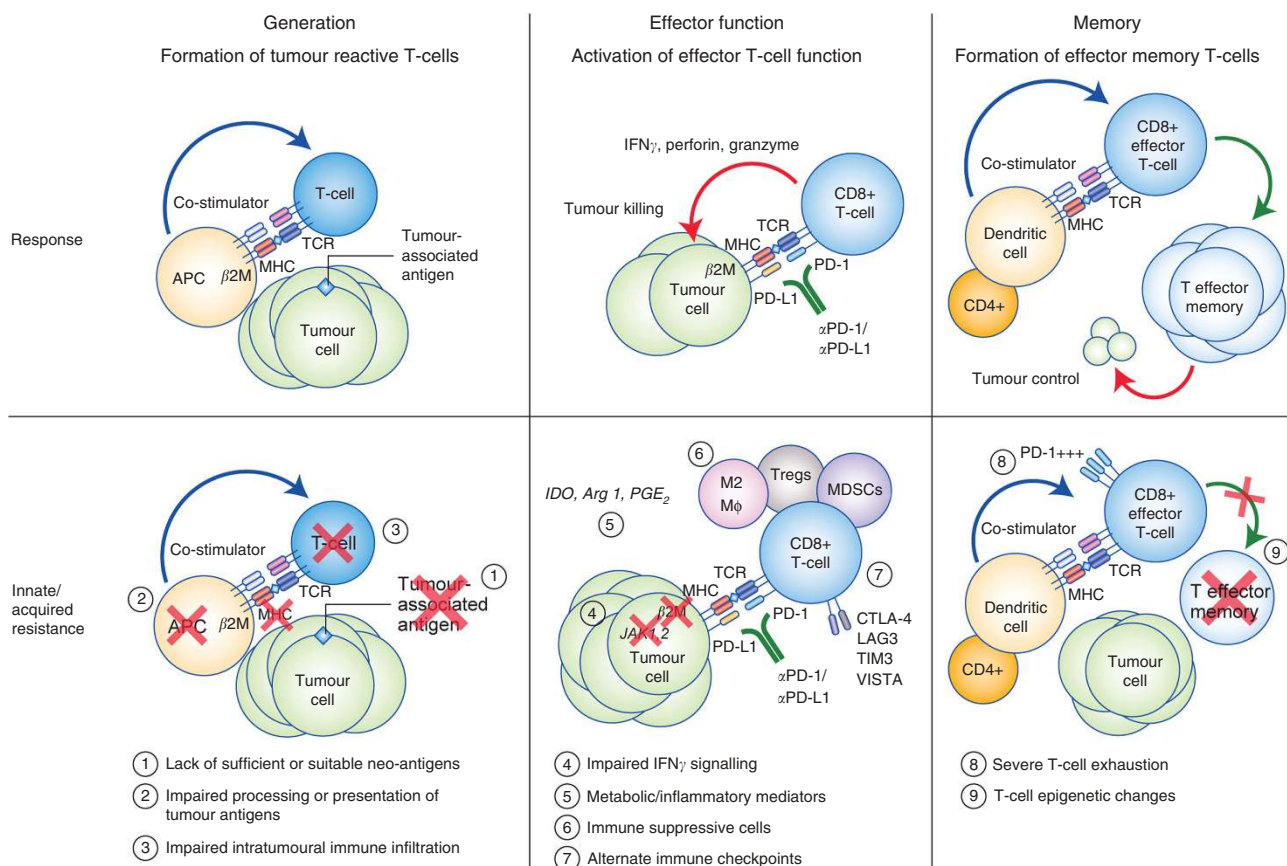 Generation
Formation of tumour reactive T-cells
Effector function
Activation of effector T-cell function
Memory
Formation of effector memory T-cells
Response
Co-stimulator
T-cell
TCR
MHC
APC
β2M
Tumour-
associated
antigen
Tumour
cell
IFNγ, perforin, granzyme
Tumour killing
CD8+
T-cell
TCR
MHC
β2M
PD-1
PD-L1
Tumour
cell
αPD-1/
αPD-L1
CD8+
effector
T-cell
Co-stimulator
TCR
MHC
Dendritic
cell
CD4+
T effector
memory
Tumour control
Innate/
acquired
resistance
Co-stimulator
T-cell
3
TCR
MHC
2
APC
β2M
1
Tumour-
associated
antigen
Tumour
cell
1 Lack of sufficient or suitable neo-antigens
2 Impaired processing or presentation of
tumour antigens
3 Impaired intratumoural immune infiltration
IDO, Arg 1, PGE₂
5
6
M2
Mϕ
Tregs
MDSCs
CD8+
T-cell
7
TCR
MHC
4
β2M
JAK1,2
PD-1
PD-L1
Tumour
cell
αPD-1/
αPD-L1
CTLA-4
LAG3
TIM3
VISTA
4 Impaired IFNγ signalling
5 Metabolic/inflammatory mediators
6 Immune suppressive cells
7 Alternate immune checkpoints
8
PD-1+++
CD8+
effector
T-cell
Co-stimulator
TCR
MHC
9
T effector
memory
Dendritic
cell
CD4+
Tumour
cell
8 Severe T-cell exhaustion
9 T-cell epigenetic changes